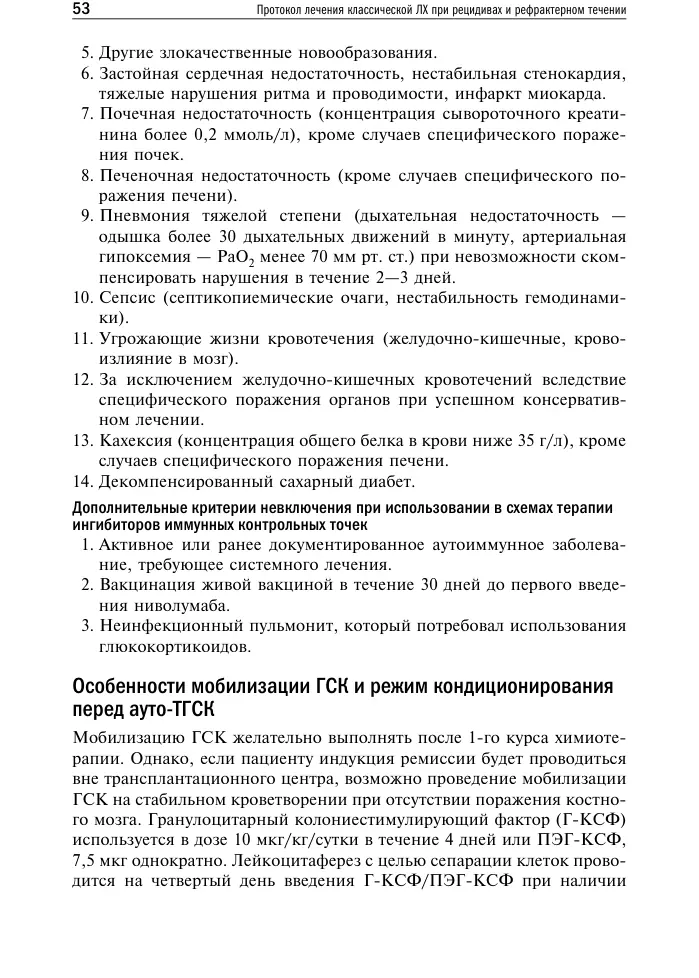 53 Протокол лечения классической ЛХ при рецидивах и рефрактерном течении
5. Другие злокачественные новообразования.
6. Застойная сердечная недостаточность, нестабильная стенокардия,
тяжелые нарушения ритма и проводимости, инфаркт миокарда.
7. Почечная недостаточность (концентрация сывороточного креати-
нина более 0,2 ммоль/л), кроме случаев специфического пораже-
ния почек.
8. Печеночная недостаточность (кроме случаев специфического по-
ражения печени).
9. Пневмония тяжелой степени (дыхательная недостаточность —
одышка более 30 дыхательных движений в минуту, артериальная
гипоксемия — PaO2 менее 70 мм рт. ст.) при невозможности ском-
пенсировать нарушения в течение 2—3 дней.
10. Сепсис (септикопиемические очаги, нестабильность гемодинами-
ки).
11. Угрожающие жизни кровотечения (желудочно-кишечные, крово-
излияние в мозг).
12. За исключением желудочно-кишечных кровотечений вследствие
специфического поражения органов при успешном консерватив-
ном лечении.
13. Кахексия (концентрация общего белка в крови ниже 35 г/л), кроме
случаев специфического поражения печени.
14. Декомпенсированный сахарный диабет.
Дополнительные критерии невключения при использовании в схемах терапии
ингибиторов иммунных контрольных точек
1. Активное или ранее документированное аутоиммунное заболева-
ние, требующее системного лечения.
2. Вакцинация живой вакциной в течение 30 дней до первого введе-
ния ниволумаба.
3. Неинфекционный пульмонит, который потребовал использования
глюкокортикоидов.
Особенности мобилизации ГСК и режим кондиционирования
перед ауто-ТГСК
Мобилизацию ГСК желательно выполнять после 1-го курса химиоте-
рапии. Однако, если пациенту индукция ремиссии будет проводиться
вне трансплантационного центра, возможно проведение мобилизации
ГСК на стабильном кроветворении при отсутствии поражения костно-
го мозга. Гранулоцитарный колониестимулирующий фактор (Г-КСФ)
используется в дозе 10 мкг/кг/сутки в течение 4 дней или ПЭГ-КСФ,
7,5 мкг однократно. Лейкоцитаферез с целью сепарации клеток прово-
дится на четвертый день введения Г-КСФ/ПЭГ-КСФ при наличии